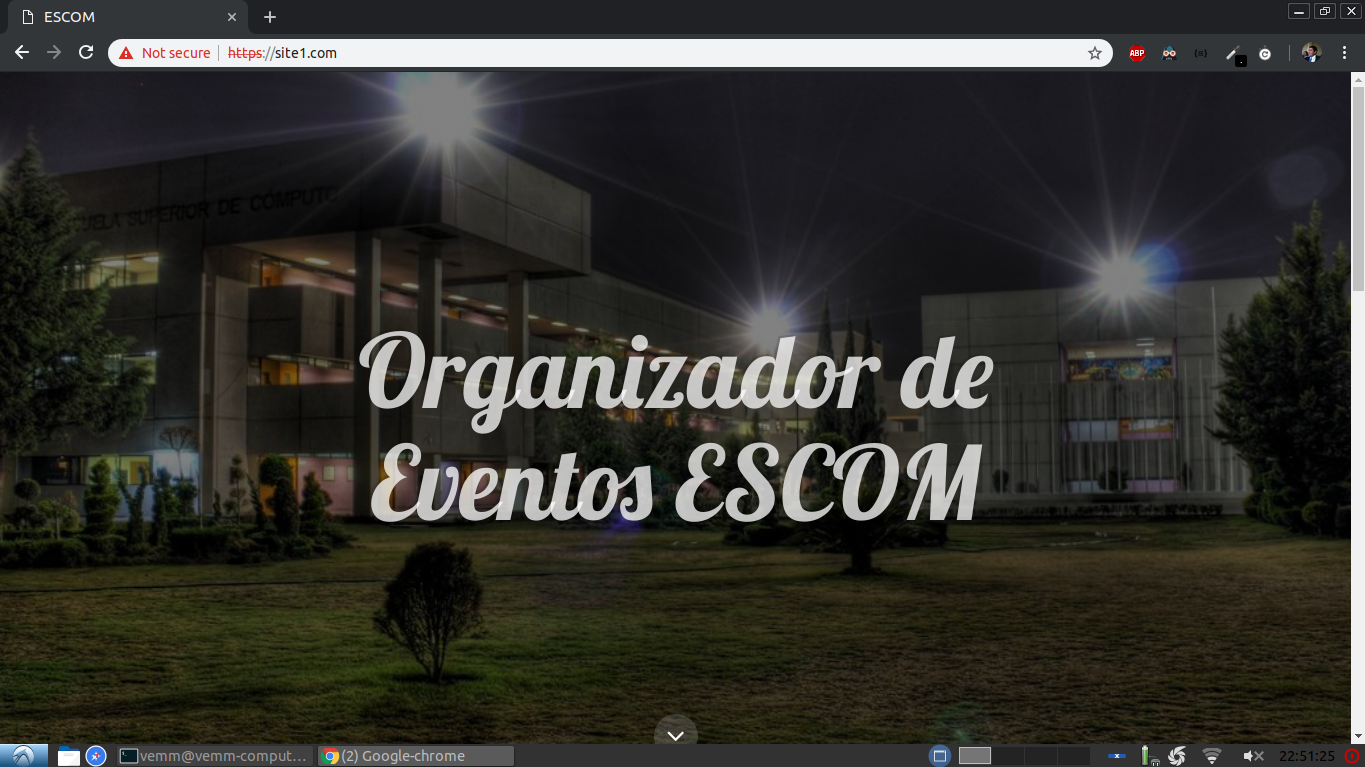 ESCOM
Not secure
https://site1.com
ABP
UELA SUPERIOR DE COMPUTO
Organizador de
Eventos ESCOM
vemm@vemm-comput...
(2) Google-chrome
22:51:25